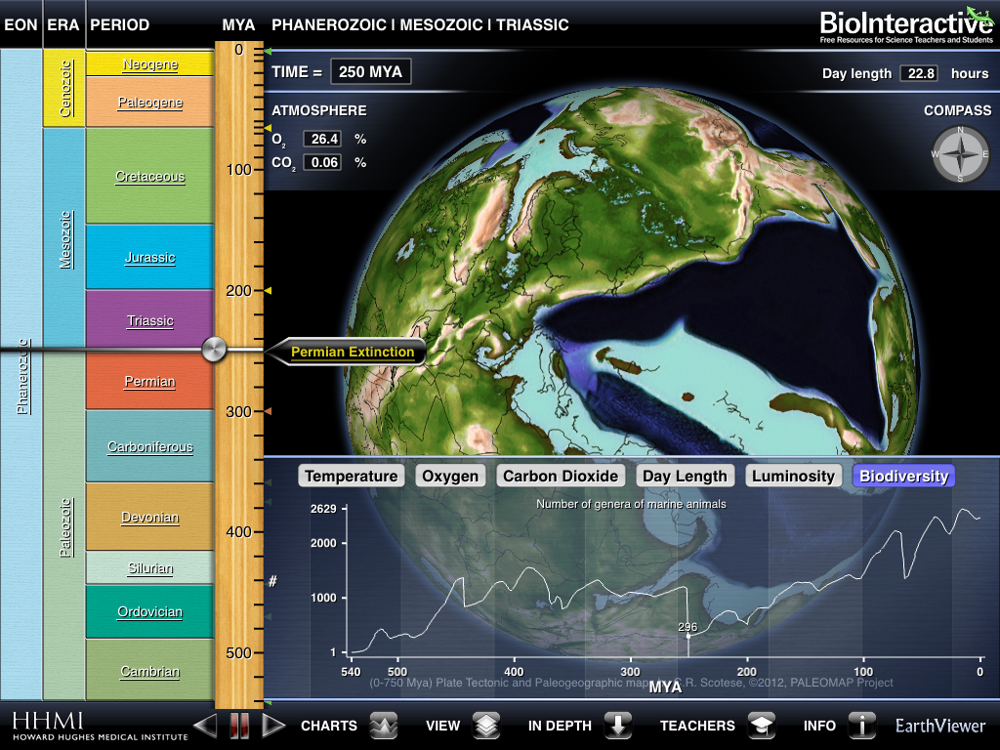 EON ERA PERIOD MYA PHANEROZOIC | MESOZOIC | TRIASSIC
BioInteractive
Free Resources for Science Teachers and Students
TIME = 250 MYA
Day length 22.8 hours
ATMOSPHERE
O2 26.4 %
CO2 0.06 %
COMPASS
N
W E
S
Phanerozoic
Cenozoic
Mesozoic
Paleozoic
Neogene
Paleogene
Cretaceous
Jurassic
Triassic
Permian
Carboniferous
Devonian
Silurian
Ordovician
Cambrian
0
100
200
300
400
500
Permian Extinction
Temperature Oxygen Carbon Dioxide Day Length Luminosity Biodiversity
Number of genera of marine animals
2629
2000
1000
1
#
296
540 500 400 300 200 100 0
(0-750 Mya) Plate Tectonic and Paleogeographic maps by C.R. Scotese, ©2012, PALEOMAP Project
MYA
HHMI
HOWARD HUGHES MEDICAL INSTITUTE
CHARTS VIEW IN DEPTH TEACHERS INFO i EarthViewer